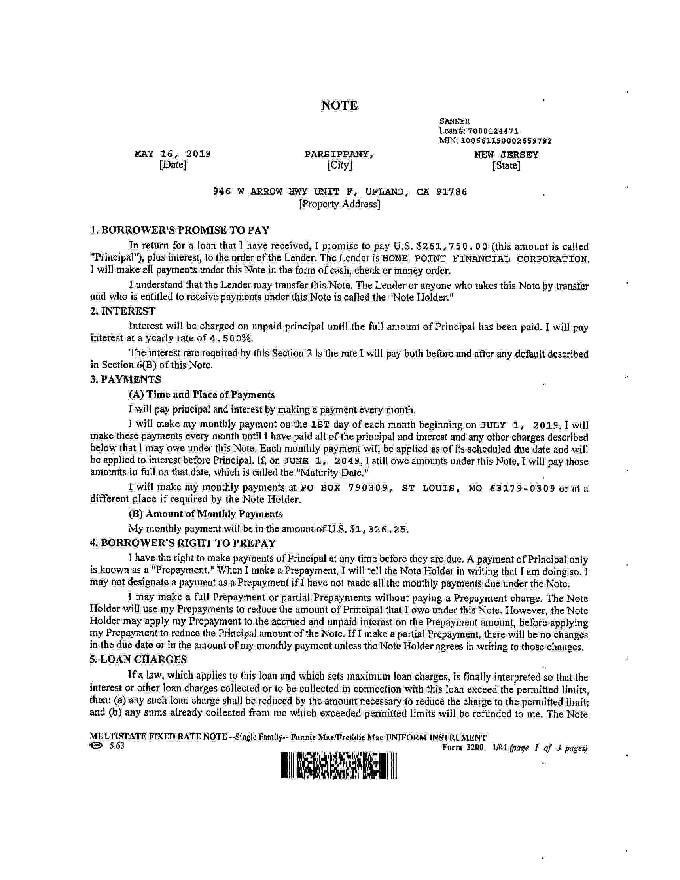 NOTE
SANKER
Loan #: 7000124471
MIN:
MAY 16, 2019 PARSIPPANY, NEW JERSEY
[Date] [City] [State]
946 W ARROW HWY UNIT F, UPLAND, CA 91786
[Property Address]
1. BORROWER'S PROMISE TO PAY
In return for a loan that I have received, I promise to pay U.S. $261,750.00 (this amount is called
"Principal"), plus interest, to the order of the Lender. The Lender is HOME POINT FINANCIAL CORPORATION.
I will make all payments under this Note in the form of cash, check or money order.
I understand that the Lender may transfer this Note. The Lender or anyone who takes this Note by transfer
and who is entitled to receive payments under this Note is called the "Note Holder."
2. INTEREST
Interest will be charged on unpaid principal until the full amount of Principal has been paid. I will pay
interest at a yearly rate of 4.500%.
The interest rate required by this Section 2 is the rate I will pay both before and after any default described
in Section 6(B) of this Note.
3. PAYMENTS
(A) Time and Place of Payments
I will pay principal and interest by making a payment every month.
I will make my monthly payment on the 1ST day of each month beginning on JULY 1, 2019. I will
make these payments every month until I have paid all of the principal and interest and any other charges described
below that I may owe under this Note. Each monthly payment will be applied as of its scheduled due date and will
be applied to interest before Principal. If, on JUNE 1, 2049, I still owe amounts under this Note, I will pay those
amounts in full on that date, which is called the "Maturity Date."
I will make my monthly payments at PO BOX 790309, ST LOUIS, MO 63179-0309 or at a
different place if required by the Note Holder.
(B) Amount of Monthly Payments
My monthly payment will be in the amount of U.S. $1,326.25.
4. BORROWER'S RIGHT TO PREPAY
I have the right to make payments of Principal at any time before they are due. A payment of Principal only
is known as a "Prepayment." When I make a Prepayment, I will tell the Note Holder in writing that I am doing so. I
may not designate a payment as a Prepayment if I have not made all the monthly payments due under the Note.
I may make a full Prepayment or partial Prepayments without paying a Prepayment charge. The Note
Holder will use my Prepayments to reduce the amount of Principal that I owe under this Note. However, the Note
Holder may apply my Prepayment to the accrued and unpaid interest on the Prepayment amount, before applying
my Prepayment to reduce the Principal amount of the Note. If I make a partial Prepayment, there will be no changes
in the due date or in the amount of my monthly payment unless the Note Holder agrees in writing to those changes.
5. LOAN CHARGES
If a law, which applies to this loan and which sets maximum loan charges, is finally interpreted so that the
interest or other loan charges collected or to be collected in connection with this loan exceed the permitted limits,
then: (a) any such loan charge shall be reduced by the amount necessary to reduce the charge to the permitted limit;
and (b) any sums already collected from me which exceeded permitted limits will be refunded to me. The Note
MULTISTATE FIXED RATE NOTE--Single Family-- Fannie Mae/Freddie Mac UNIFORM INSTRUMENT
Form 3200 1/01 (page 1 of 3 pages)